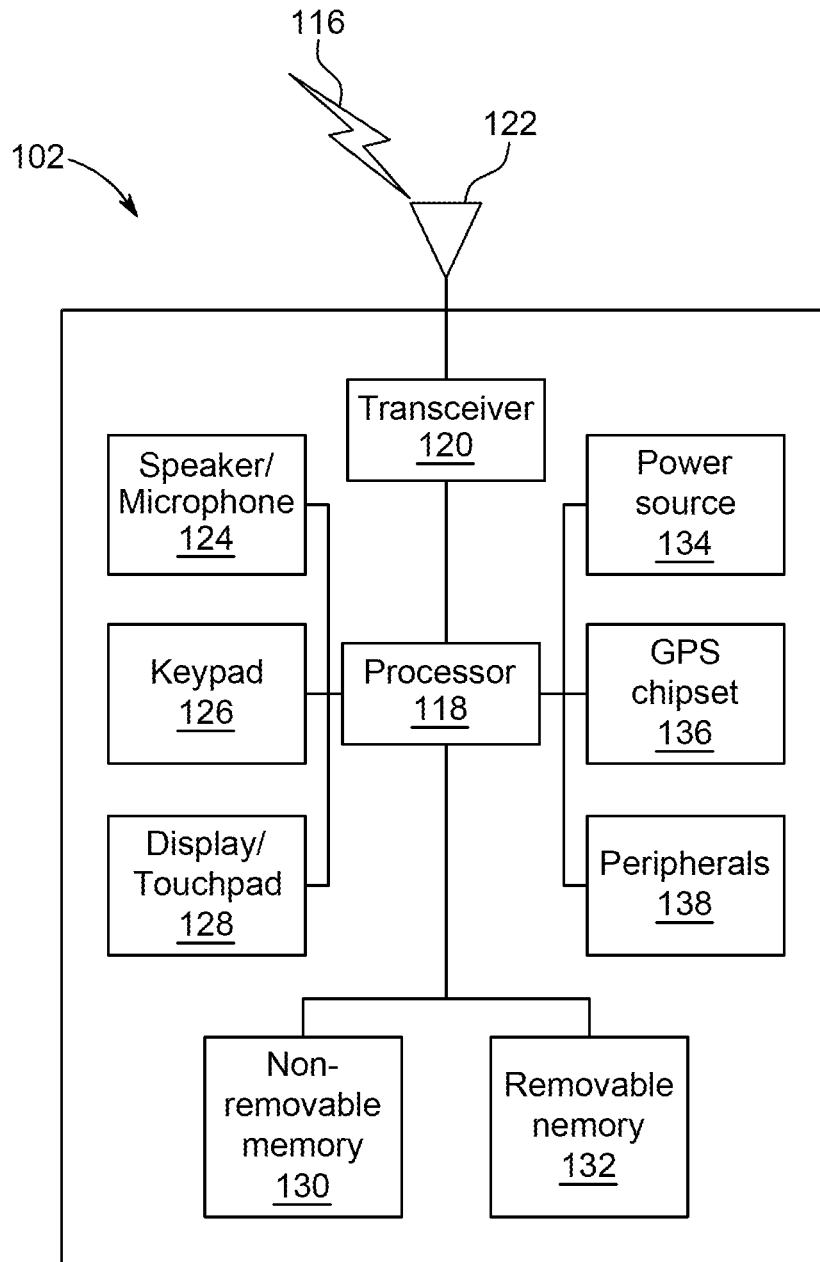 116
122
102
Transceiver
120
Speaker/
Microphone
124
Power
source
134
Keypad
126
Processor
118
GPS
chipset
136
Display/
Touchpad
128
Peripherals
138
Non-
removable
memory
130
Removable
nemory
132